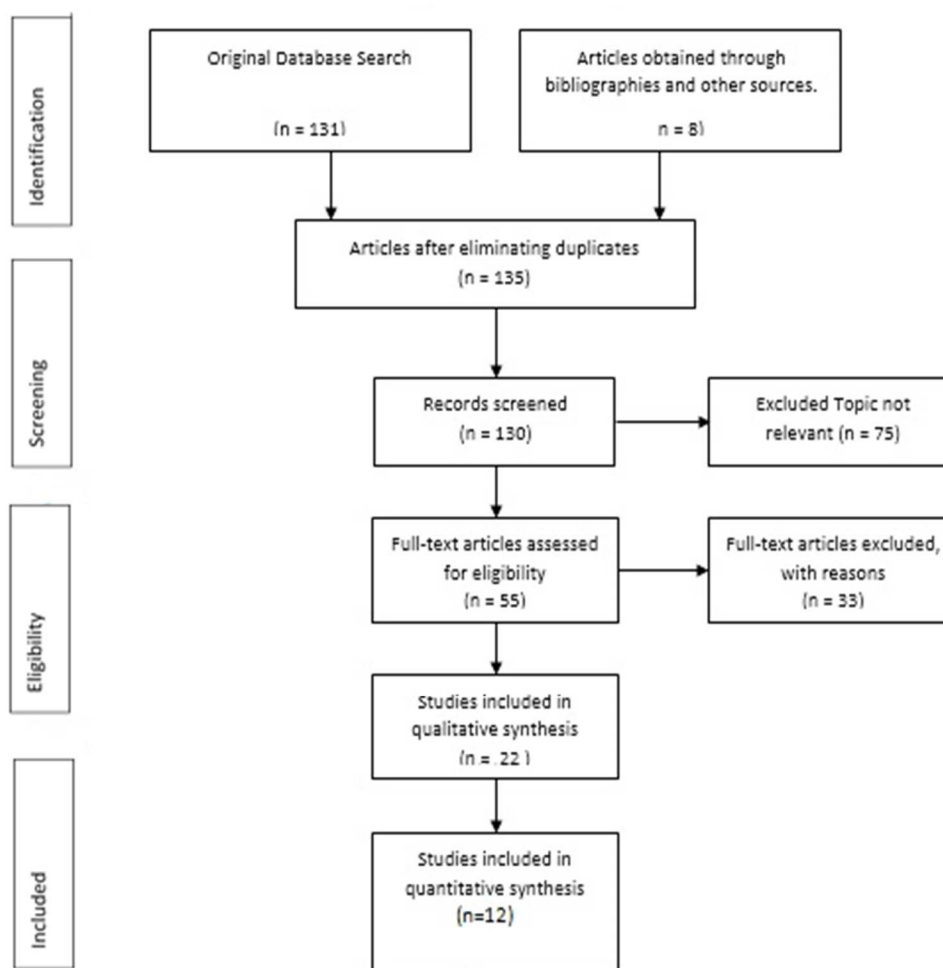 Identification
Original Database Search
(n = 131)
Articles obtained through
bibliographies and other sources.
n = 8)
Articles after eliminating duplicates
(n = 135)
Screening
Records screened
(n = 130)
Excluded Topic not
relevant (n = 75)
Eligibility
Full-text articles assessed
for eligibility
(n = 55)
Full-text articles excluded,
with reasons
(n = 33)
Studies included in
qualitative synthesis
(n = 22)
Included
Studies included in
quantitative synthesis
(n=12)